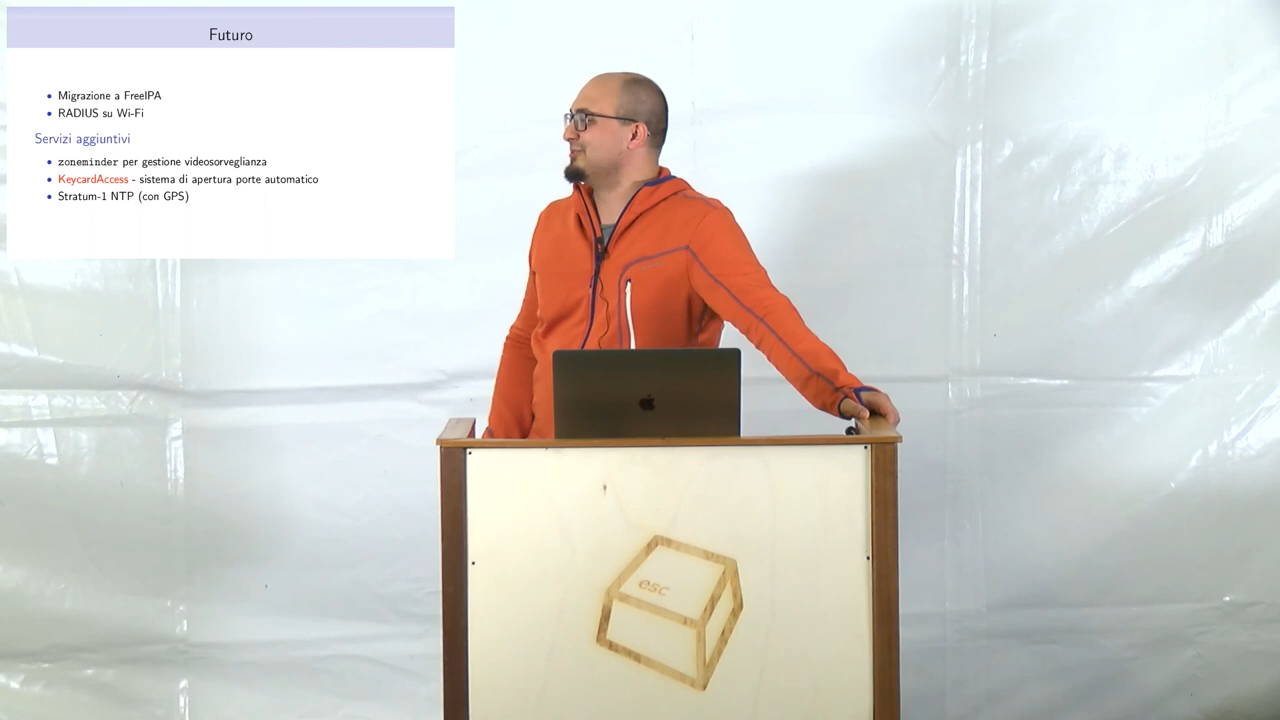 Futuro
• Migrazione a FreeIPA
• RADIUS su Wi-Fi
Servizi aggiuntivi
• zoneminder per gestione videosorveglianza
• KeycardAccess - sistema di apertura porte automatico
• Stratum-1 NTP (con GPS)
esc